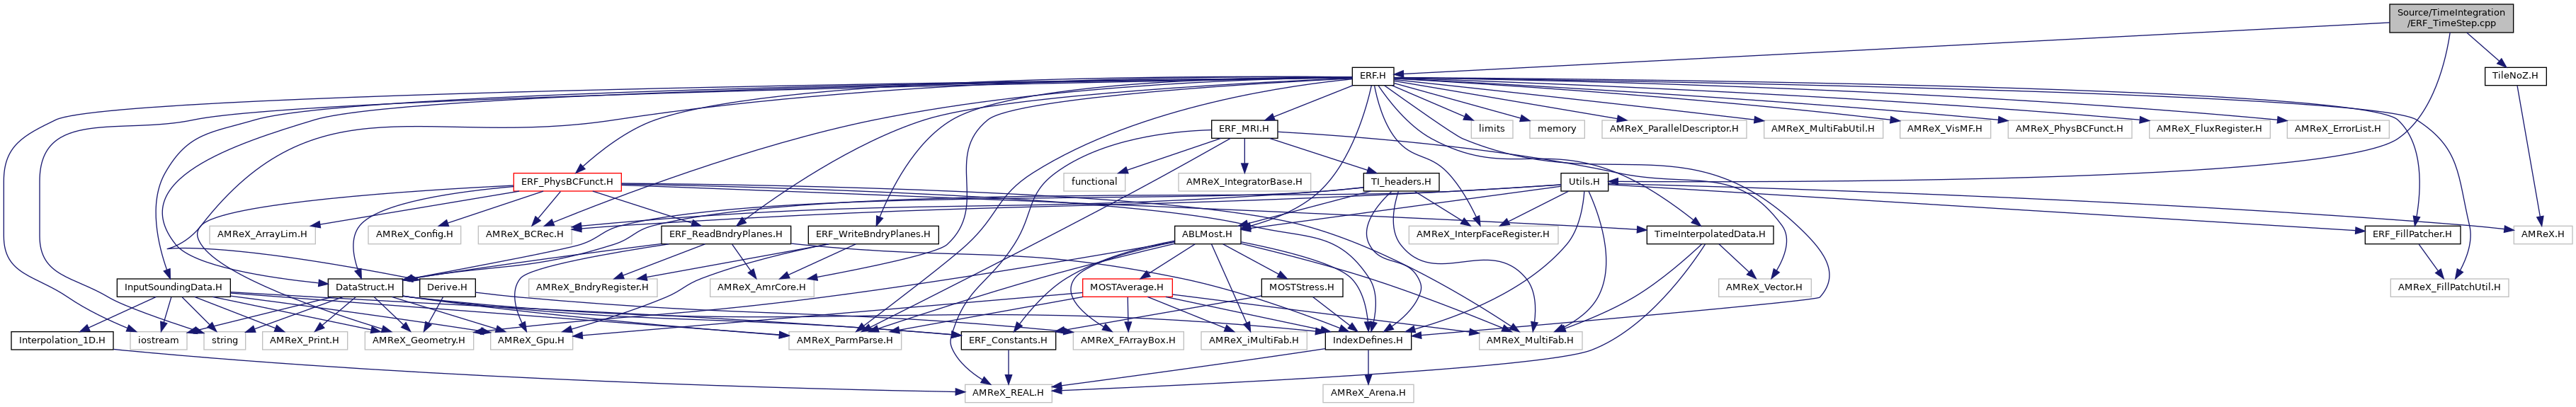 Source/TimeIntegration
/ERF_TimeStep.cpp
ERF.H
TileNoZ.H
ERF_MRI.H
limits
memory
AMReX_ParallelDescriptor.H
AMReX_MultiFabUtil.H
AMReX_VisMF.H
AMReX_PhysBCFunct.H
AMReX_FluxRegister.H
AMReX_ErrorList.H
ERF_PhysBCFunct.H
functional
AMReX_IntegratorBase.H
TI_headers.H
Utils.H
AMReX_ArrayLim.H
AMReX_Config.H
AMReX_BCRec.H
ERF_ReadBndryPlanes.H
ERF_WriteBndryPlanes.H
ABLMost.H
AMReX_InterpFaceRegister.H
TimeInterpolatedData.H
ERF_FillPatcher.H
AMReX.H
InputSoundingData.H
DataStruct.H
Derive.H
AMReX_BndryRegister.H
AMReX_AmrCore.H
MOSTAverage.H
MOSTStress.H
AMReX_Vector.H
AMReX_FillPatchUtil.H
Interpolation_1D.H
iostream
string
AMReX_Print.H
AMReX_Geometry.H
AMReX_Gpu.H
AMReX_ParmParse.H
ERF_Constants.H
AMReX_FArrayBox.H
AMReX_iMultiFab.H
IndexDefines.H
AMReX_MultiFab.H
AMReX_REAL.H
AMReX_Arena.H